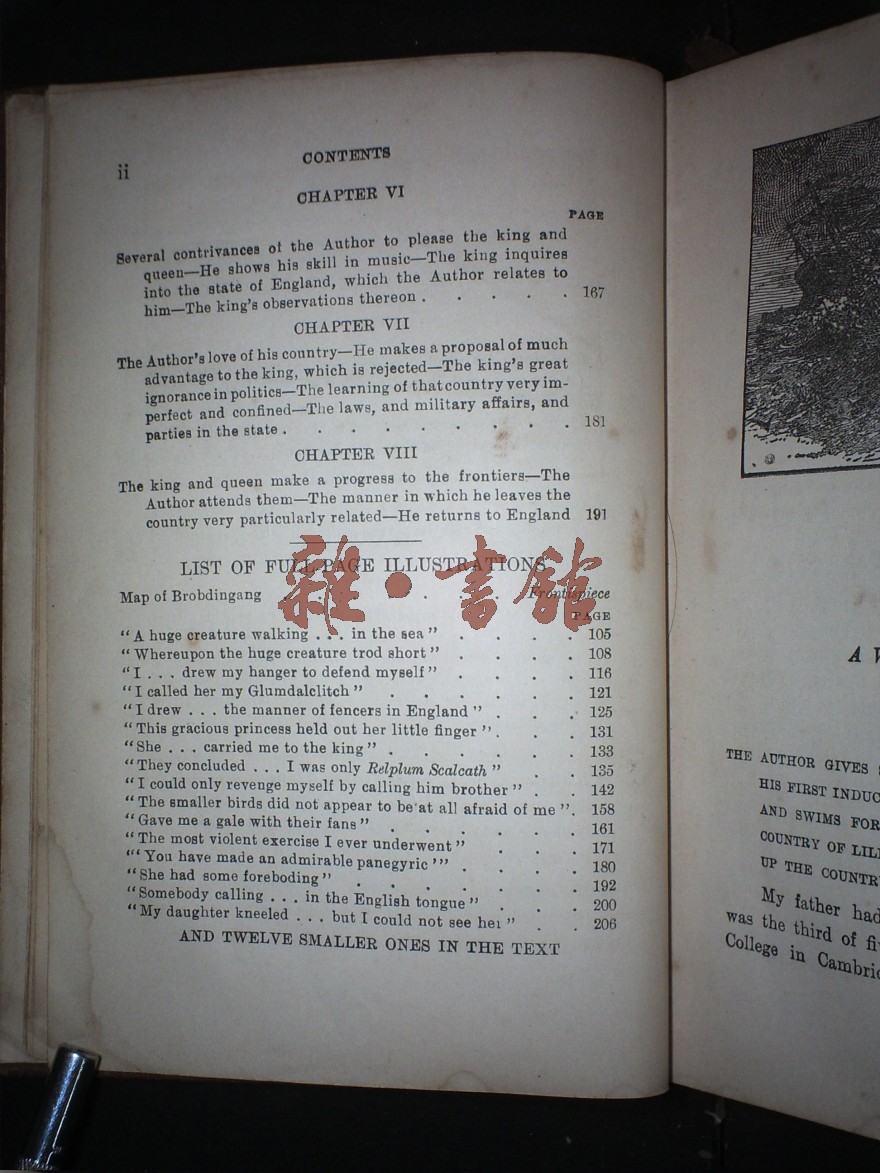 ii
CONTENTS
CHAPTER VI
PAGE
Several contrivances of the Author to please the king and
queen—He shows his skill in music—The king inquires
into the state of England, which the Author relates to
him—The king's observations thereon . . . . . 167
CHAPTER VII
The Author's love of his country—He makes a proposal of much
advantage to the king, which is rejected—The king's great
ignorance in politics—The learning of that country very im-
perfect and confined—The laws, and military affairs, and
parties in the state . . . . . . . . . 181
CHAPTER VIII
The king and queen make a progress to the frontiers—The
Author attends them—The manner in which he leaves the
country very particularly related—He returns to England 191
LIST OF FULL-PAGE ILLUSTRATIONS
Map of Brobdingang . . . . . . Frontispiece
PAGE
"A huge creature walking . . . in the sea" . . . . 105
"Whereupon the huge creature trod short" . . . . 108
"I . . . drew my hanger to defend myself" . . . . 116
"I called her my Glumdalclitch" . . . . . . 121
"I drew . . . the manner of fencers in England" . . . 125
"This gracious princess held out her little finger". . . 131
"She . . . carried me to the king" . . . . . . 133
"They concluded . . . I was only Relplum Scalcath" . . 135
"I could only revenge myself by calling him brother" . . 142
"The smaller birds did not appear to be at all afraid of me". 158
"Gave me a gale with their fans" . . . . . . 161
"The most violent exercise I ever underwent" . . . 171
"'You have made an admirable panegyric'" . . . . 180
"She had some foreboding" . . . . . . 192
"Somebody calling . . . in the English tongue" . . . 200
"My daughter kneeled . . . but I could not see her" . . 206
AND TWELVE SMALLER ONES IN THE TEXT
雜·書館
A
THE AUTHOR GIVES
HIS FIRST
AND SWIMS FOR
COUNTRY OF
UP THE
My father had
was the third of
College in